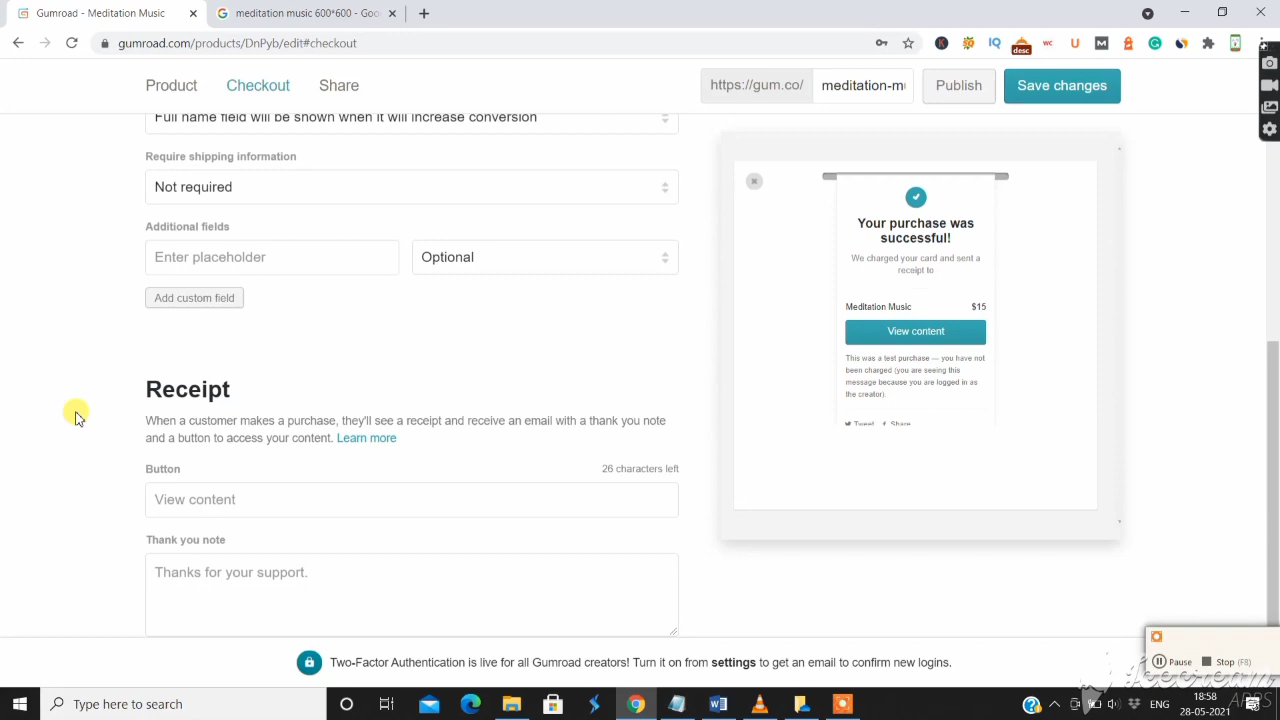 Gumroad - Meditation Music
meditation music 600*600 - Goo
gumroad.com/products/DnPyb/edit#checkout
desc
Product
Checkout
Share
https://gum.co/
meditation-mu
Publish
Save changes
Full name field will be shown when it will increase conversion
Require shipping information
Not required
Additional fields
Enter placeholder
Optional
Add custom field
Receipt
When a customer makes a purchase, they'll see a receipt and receive an email with a thank you note
and a button to access your content. Learn more
Button
26 characters left
View content
Thank you note
Thanks for your support.
Your purchase was
successful!
We charged your card and sent a
receipt to
Meditation Music $15
View content
This was a test purchase — you have not
been charged (you are seeing this
message because you are logged in as
the creator).
Tweet Share
Two-Factor Authentication is live for all Gumroad creators! Turn it on from settings to get an email to confirm new logins.
Pause Stop (F8)
Icecream
APPS
Type here to search
ENG
18:58
28-05-2021